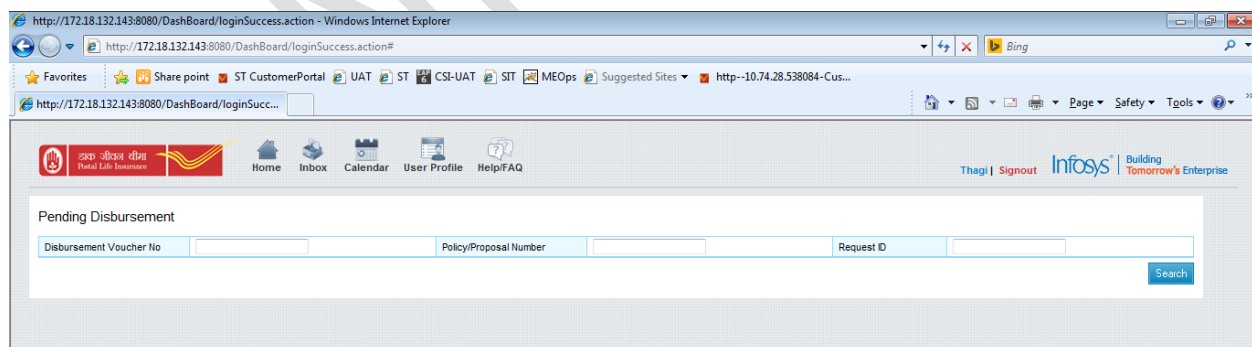 http://172.18.132.143:8080/DashBoard/loginSuccess.action - Windows Internet Explorer
http://172.18.132.143:8080/DashBoard/loginSuccess.action#
Bing
Favorites Share point ST CustomerPortal UAT ST CSI-UAT SIT MEOps Suggested Sites http--10.74.28.538084-Cus...
http://172.18.132.143:8080/DashBoard/loginSucc...
Page Safety Tools
डाक जीवन बीमा
Postal Life Insurance
Home Inbox Calendar User Profile Help/FAQ
Thagi | Signout Infosys | Building Tomorrow's Enterprise
Pending Disbursement
Disbursement Voucher No Policy/Proposal Number Request ID
Search